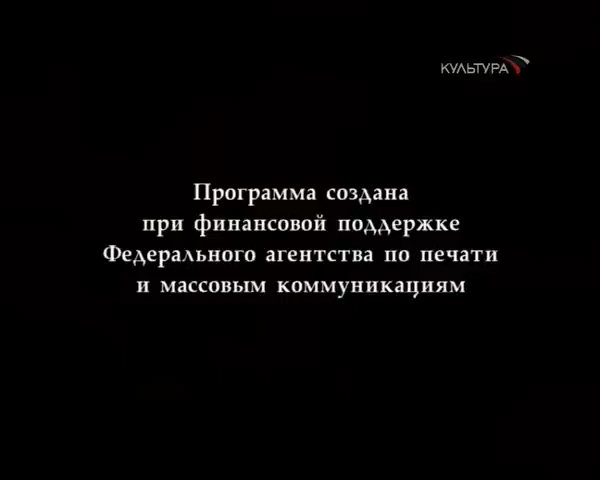 КУЛЬТУРА
Программа создана
при финансовой поддержке
Федерального агентства по печати
и массовым коммуникациям